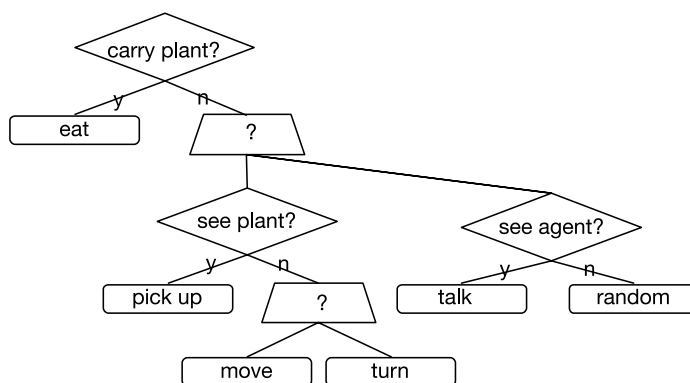 carry plant?
y
n
eat
?
see plant?
see agent?
y
n
y
n
pick up
?
talk
random
move
turn